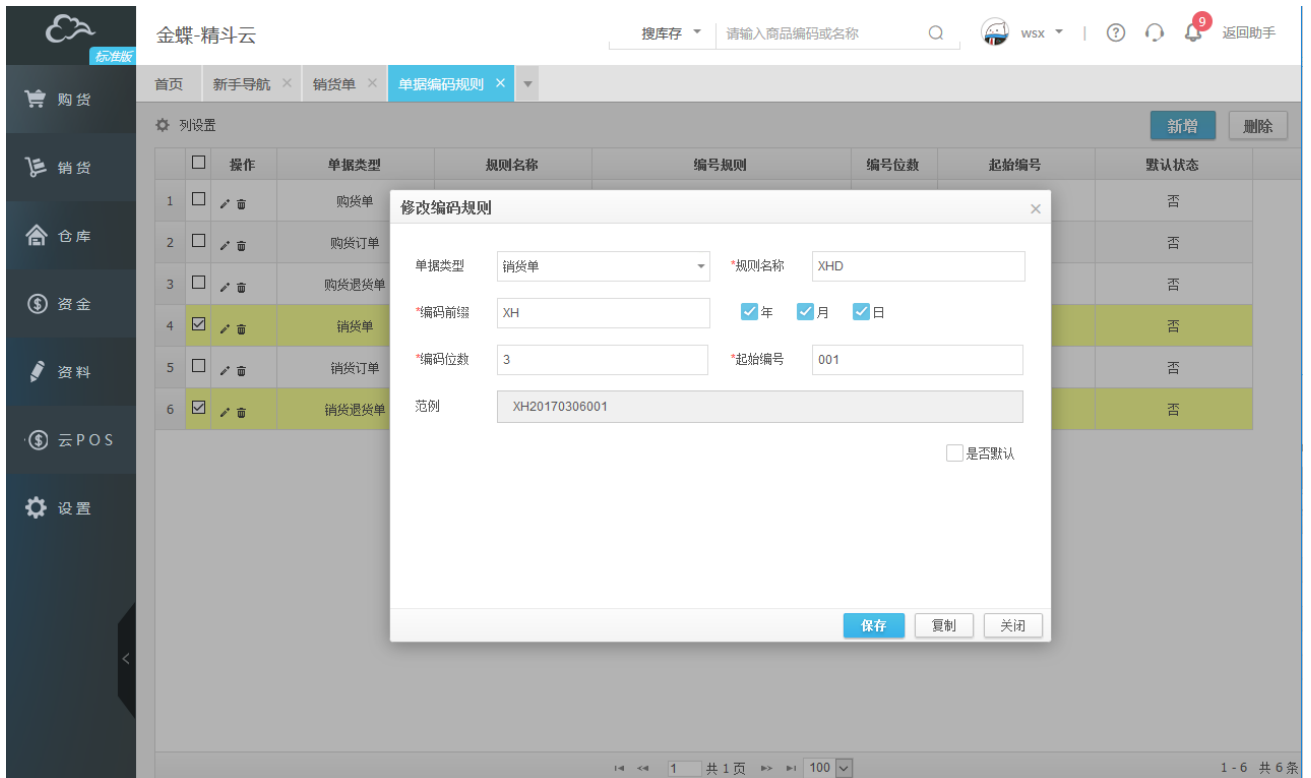 标准版
金蝶-精斗云
搜库存 请输入商品编码或名称 wsx 9 返回助手
首页 新手导航 销货单 单据编码规则
列设置 新增 删除
操作 单据类型 规则名称 编号规则 编号位数 起始编号 默认状态
1 购货单 否
2 购货订单 否
3 购货退货单 否
4 销货单 否
5 销货订单 否
6 销货退货单 否
购货
销货
仓库
资金
资料
云POS
设置
修改编码规则
单据类型 销货单 *规则名称 XHD
*编码前缀 XH 年 月 日
*编码位数 3 *起始编号 001
范例 XH20170306001
是否默认
保存 复制 关闭
1 共1页 100 1-6 共6条